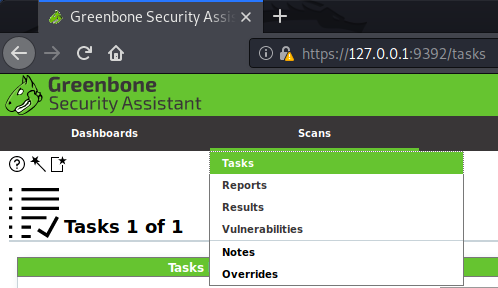 Greenbone Security Assist
https://127.0.0.1:9392/tasks
Greenbone
Security Assistant
Dashboards Scans
Tasks
Reports
Results
Vulnerabilities
Notes
Overrides
Tasks 1 of 1
Tasks